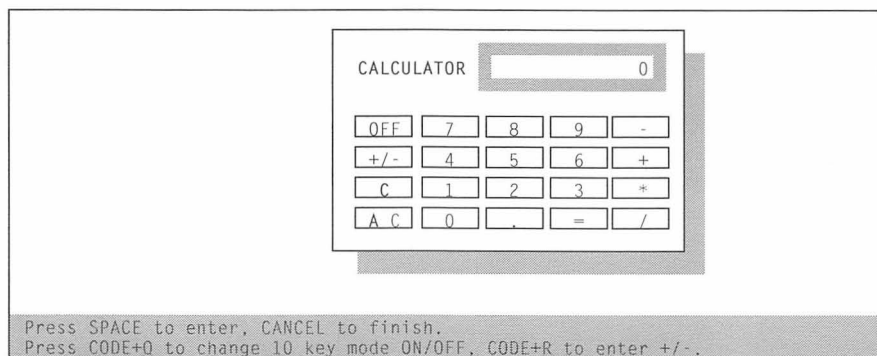 CALCULATOR 0
OFF 7 8 9 -
+/- 4 5 6 +
C 1 2 3 *
A C 0 . = /
Press SPACE to enter, CANCEL to finish.
Press CODE+Q to change 10 key mode ON/OFF, CODE+R to enter +/-.